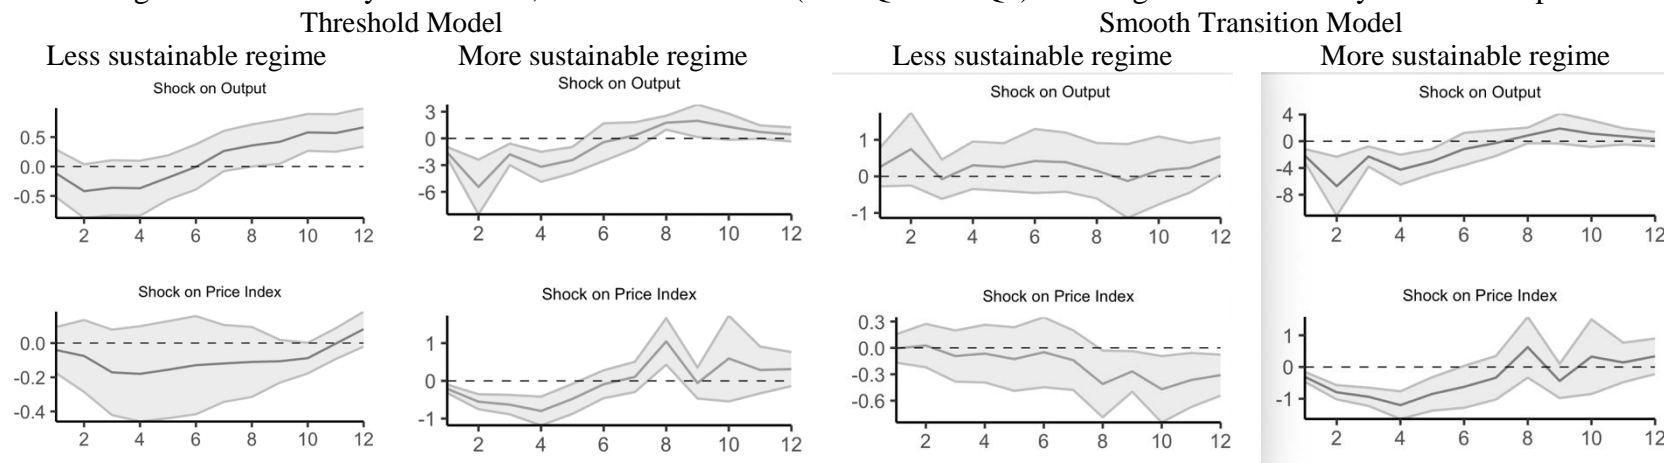 Threshold Model Smooth Transition Model
Less sustainable regime More sustainable regime Less sustainable regime More sustainable regime
Shock on Output Shock on Output Shock on Output Shock on Output
0.5 0.0 -0.5
2 4 6 8 10 12
3 0 -3 -6
2 4 6 8 10 12
1 0 -1
2 4 6 8 10 12
4 0 -4 -8
2 4 6 8 10 12
Shock on Price Index Shock on Price Index Shock on Price Index Shock on Price Index
0.0 -0.2 -0.4
2 4 6 8 10 12
1 0 -1
2 4 6 8 10 12
0.3 0.0 -0.3 -0.6
2 4 6 8 10 12
1 0 -1
2 4 6 8 10 12